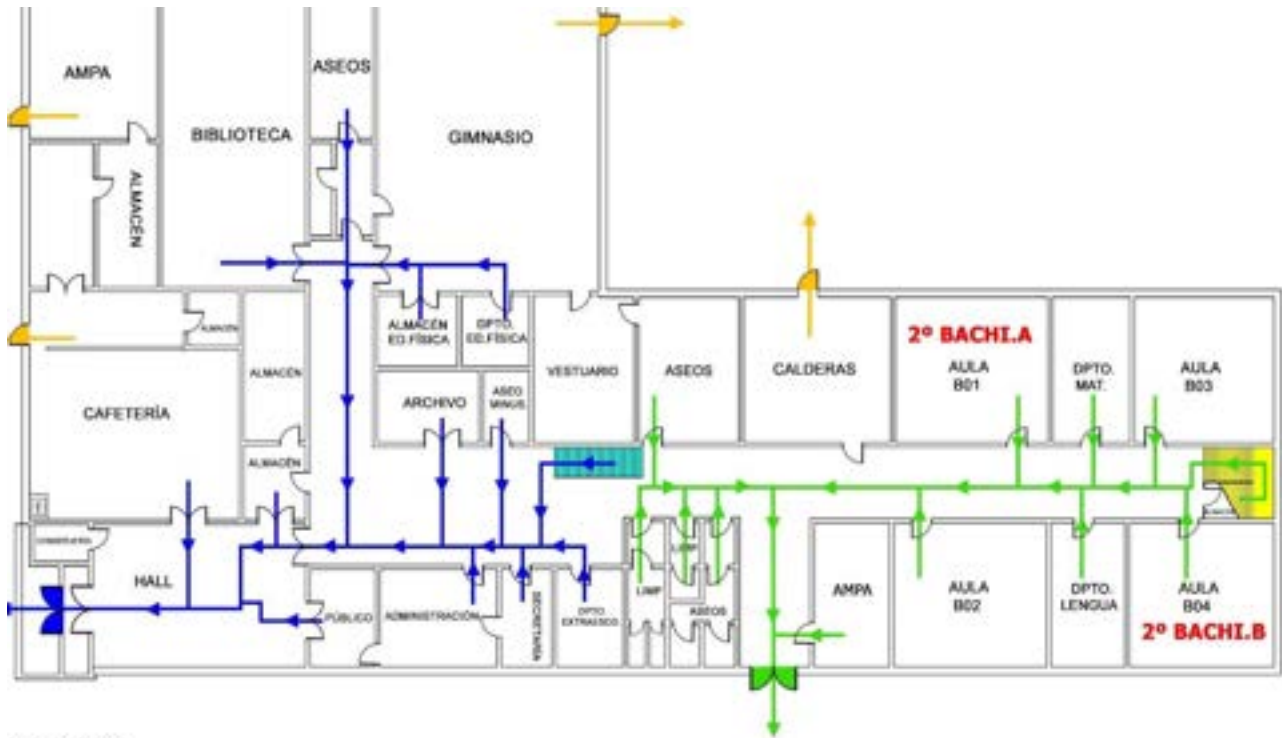 AMPA
ASEOS
BIBLIOTECA
GIMNASIO
ALMACÉN
ALMACÉN
ALMACÉN
ED.FÍSICA
DPTO.
ED.FÍSICA
2º BACHI.A
AULA
B01
DPTO.
MAT.
AULA
B03
VESTUARIO
ASEOS
CALDERAS
ALMACÉN
ARCHIVO
ASEO
MINUS.
CAFETERÍA
ALMACÉN
HALL
PÚBLICO
ADMINISTRACIÓN
SECRETARÍA
DPTO.
EXTRAESCO.
LIMP
LIMP
ASEOS
AMPA
AULA
B02
DPTO.
LENGUA
AULA
B04
2º BACHI.B